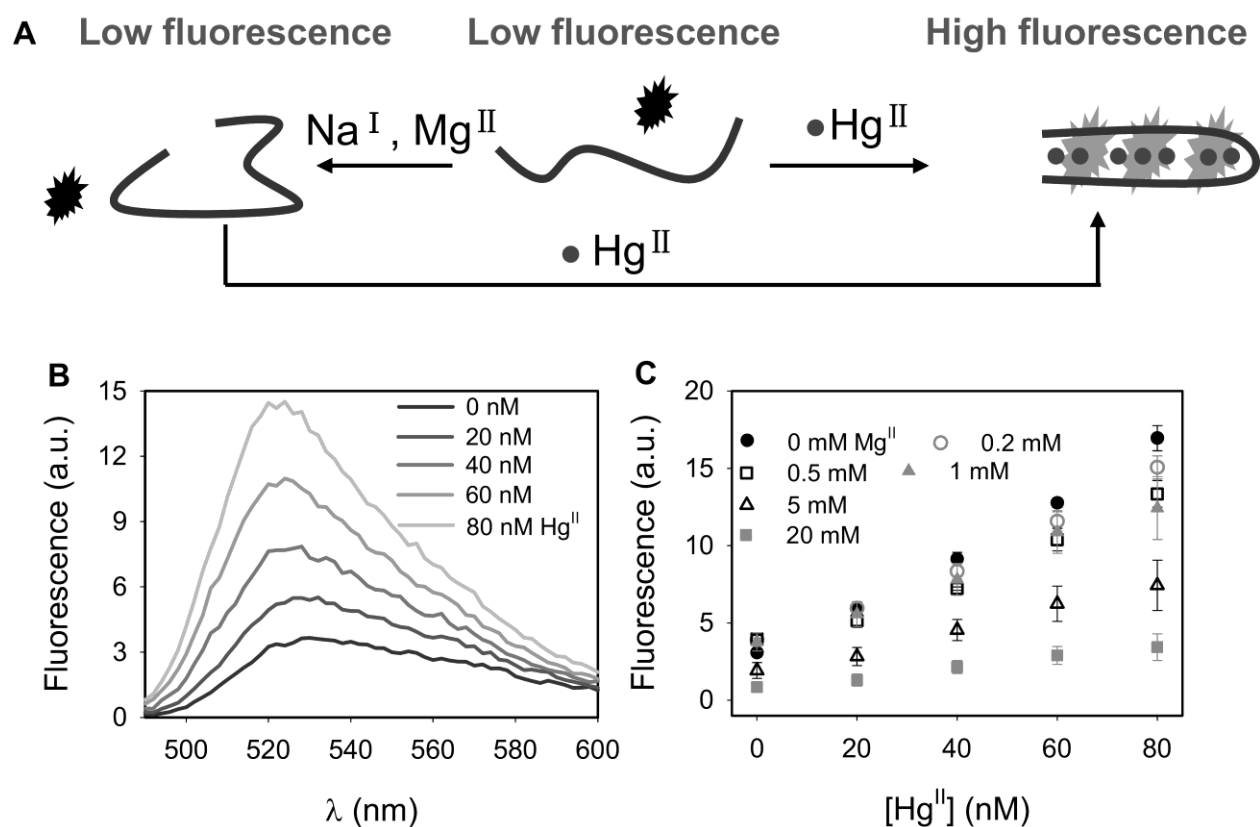 A
Low fluorescence Low fluorescence High fluorescence
Na I , Mg II
Hg II
Hg II
B
15
12
9
6
3
0
Fluorescence (a.u.)
0 nM
20 nM
40 nM
60 nM
80 nM Hg II
500 520 540 560 580 600
λ (nm)
C
20
15
10
5
0
Fluorescence (a.u.)
0 mM Mg II 0.2 mM
0.5 mM 1 mM
5 mM
20 mM
0 20 40 60 80
[Hg II] (nM)